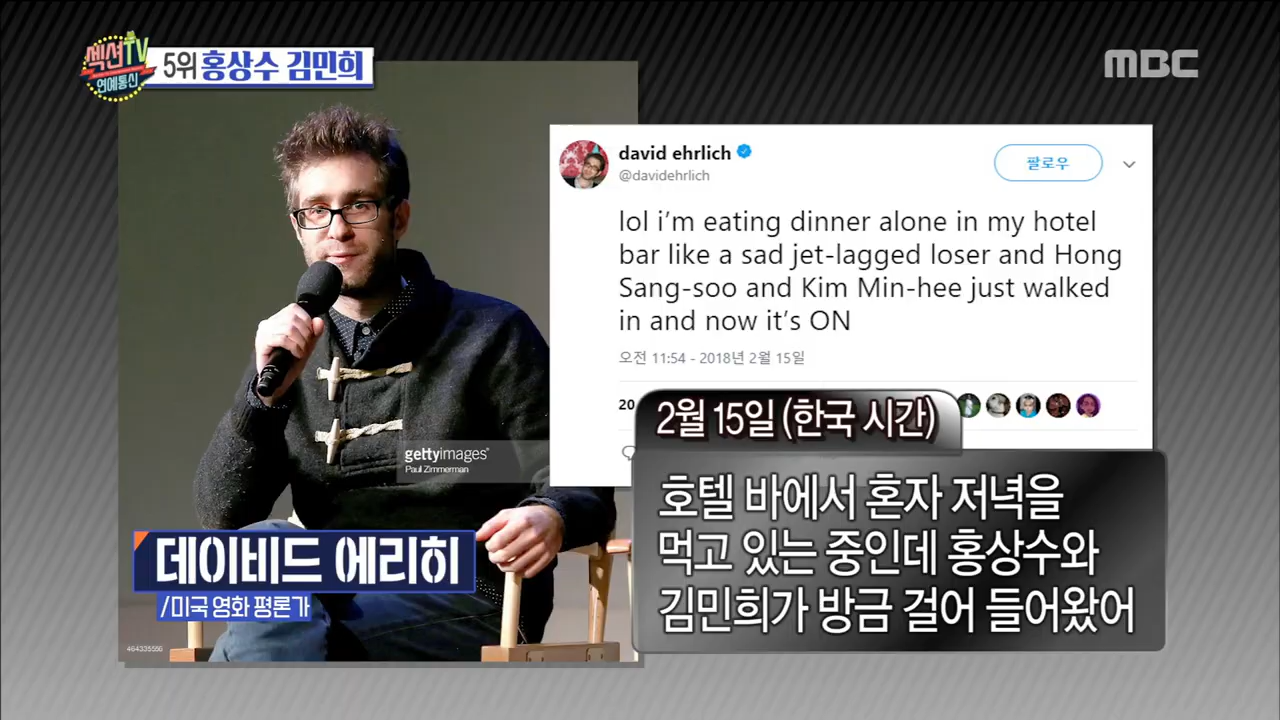 섹션TV
연예통신
5위 홍상수 김민희
MBC
david ehrlich
@davidehrlich
팔로우
lol i’m eating dinner alone in my hotel
bar like a sad jet-lagged loser and Hong
Sang-soo and Kim Min-hee just walked
in and now it’s ON
오전 11:54 - 2018년 2월 15일
20
2월 15일 (한국 시간)
gettyimages®
Paul Zimmerman
호텔 바에서 혼자 저녁을
먹고 있는 중인데 홍상수와
김민희가 방금 걸어 들어왔어
데이비드 에리히
/미국 영화 평론가
464335556